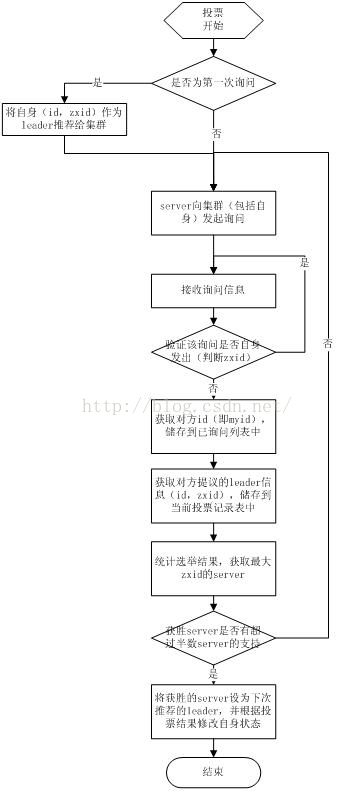 投票
开始
是否为第一次询问
是
将自身（id，zxid）作为
leader推荐给集群
否
server向集群（包括自
身）发起询问
是
接收询问信息
否
验证该询问是否自身
发出（判断zxid）
否
http://blog.csdn.net/
获取对方id（即myid），
储存到已询问列表中
获取对方提议的leader信
息（id，zxid），储存到
当前投票记录表中
统计选举结果，获取最大
zxid的server
获胜server是否有超
过半数server的支持
是
将获胜的server设为下次
推荐的leader，并根据投
票结果修改自身状态
结束